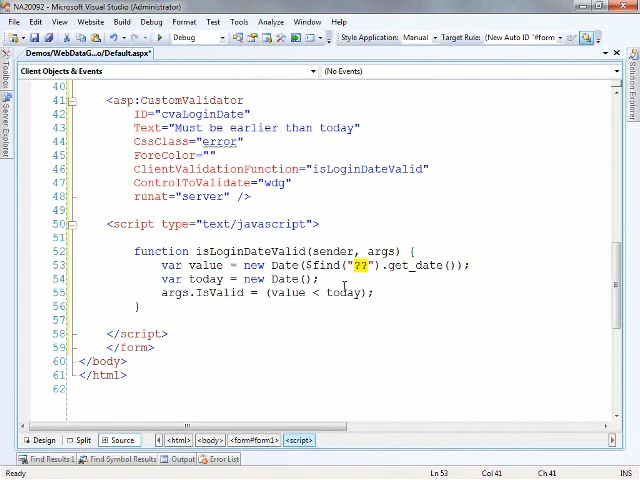 NA20092 - Microsoft Visual Studio (Administrator)
File Edit View Website Build Debug Format Test Tools Window Help
Debug Style Application: Manual Target Rule: (New Auto ID "#form
Demos/WebDataG...o/Default.aspx*
Client Objects & Events (No Events)
Toolbox
Server Explorer
Solution Explorer
40
41 <asp:CustomValidator
42 ID="cvaLoginDate"
43 Text="Must be earlier than today"
44 CssClass="error"
45 ForeColor=""
46 ClientValidationFunction="isLoginDateValid"
47 ControlToValidate="wdg"
48 runat="server" />
49
50 <script type="text/javascript">
51
52 function isLoginDateValid(sender, args) {
53 var value = new Date($find("??").get_date());
54 var today = new Date();
55 args.IsValid = (value < today);
56 }
57
58 </script>
59 </form>
60 </body>
61 </html>
62
Design Split Source <html> <body> <form#form1> <script>
Find Results 1 Find Symbol Results Output Error List
Ready Ln 53 Col 41 Ch 41 INS